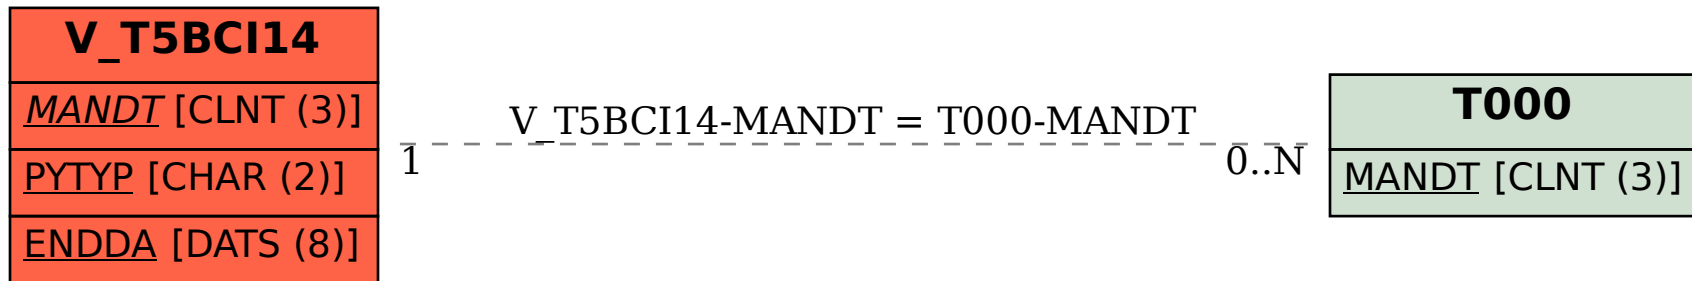 V_T5BCI14
MANDT [CLNT (3)]
PYTYP [CHAR (2)]
ENDDA [DATS (8)]
V_T5BCI14-MANDT = T000-MANDT
1
0..N
T000
MANDT [CLNT (3)]